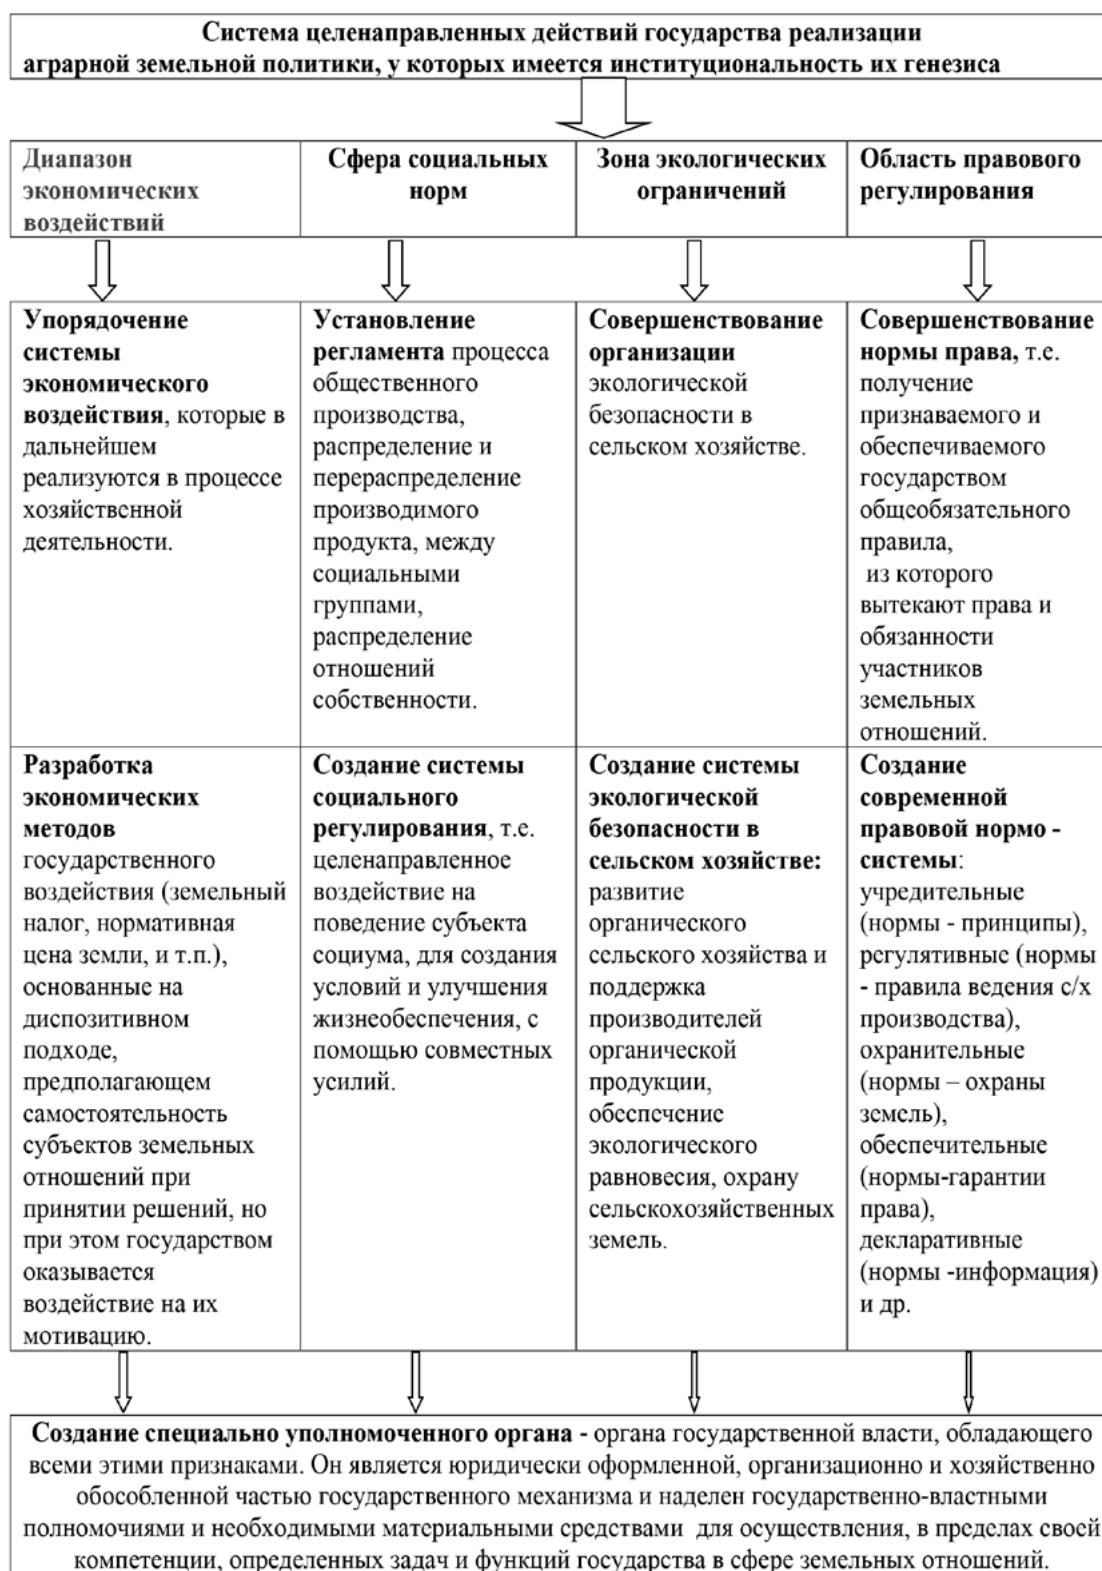 Система целенаправленных действий государства реализации
аграрной земельной политики, у которых имеется институциональность их генезиса
Диапазон
экономических
воздействий
Сфера социальных
норм
Зона экологических
ограничений
Область правового
регулирования
Упорядочение
системы
экономического
воздействия, которые в
дальнейшем
реализуются в процессе
хозяйственной
деятельности.
Установление
регламента процесса
общественного
производства,
распределение и
перераспределение
производимого
продукта, между
социальными
группами,
распределение
отношений
собственности.
Совершенствование
организации
экологической
безопасности в
сельском хозяйстве.
Совершенствование
нормы права, т.е.
получение
признаваемого и
обеспечиваемого
государством
общеобязательного
правила,
из которого
вытекают права и
обязанности
участников
земельных
отношений.
Разработка
экономических
методов
государственного
воздействия (земельный
налог, нормативная
цена земли, и т.п.),
основанные на
диспозитивном
подходе,
предполагающем
самостоятельность
субъектов земельных
отношений при
принятии решений, но
при этом государством
оказывается
воздействие на их
мотивацию.
Создание системы
социального
регулирования, т.е.
целенаправленное
воздействие на
поведение субъекта
социума, для создания
условий и улучшения
жизнеобеспечения, с
помощью совместных
усилий.
Создание системы
экологической
безопасности в
сельском хозяйстве:
развитие
органического
сельского хозяйства и
поддержка
производителей
органической
продукции,
обеспечение
экологического
равновесия, охрану
сельскохозяйственных
земель.
Создание
современной
правовой нормо -
системы:
учредительные
(нормы - принципы),
регулятивные (нормы
- правила ведения с/х
производства),
охранительные
(нормы – охраны
земель),
обеспечительные
(нормы-гарантии
права),
декларативные
(нормы -информация)
и др.
Создание специально уполномоченного органа - органа государственной власти, обладающего
всеми этими признаками. Он является юридически оформленной, организационно и хозяйственно
обособленной частью государственного механизма и наделен государственно-властными
полномочиями и необходимыми материальными средствами для осуществления, в пределах своей
компетенции, определенных задач и функций государства в сфере земельных отношений.